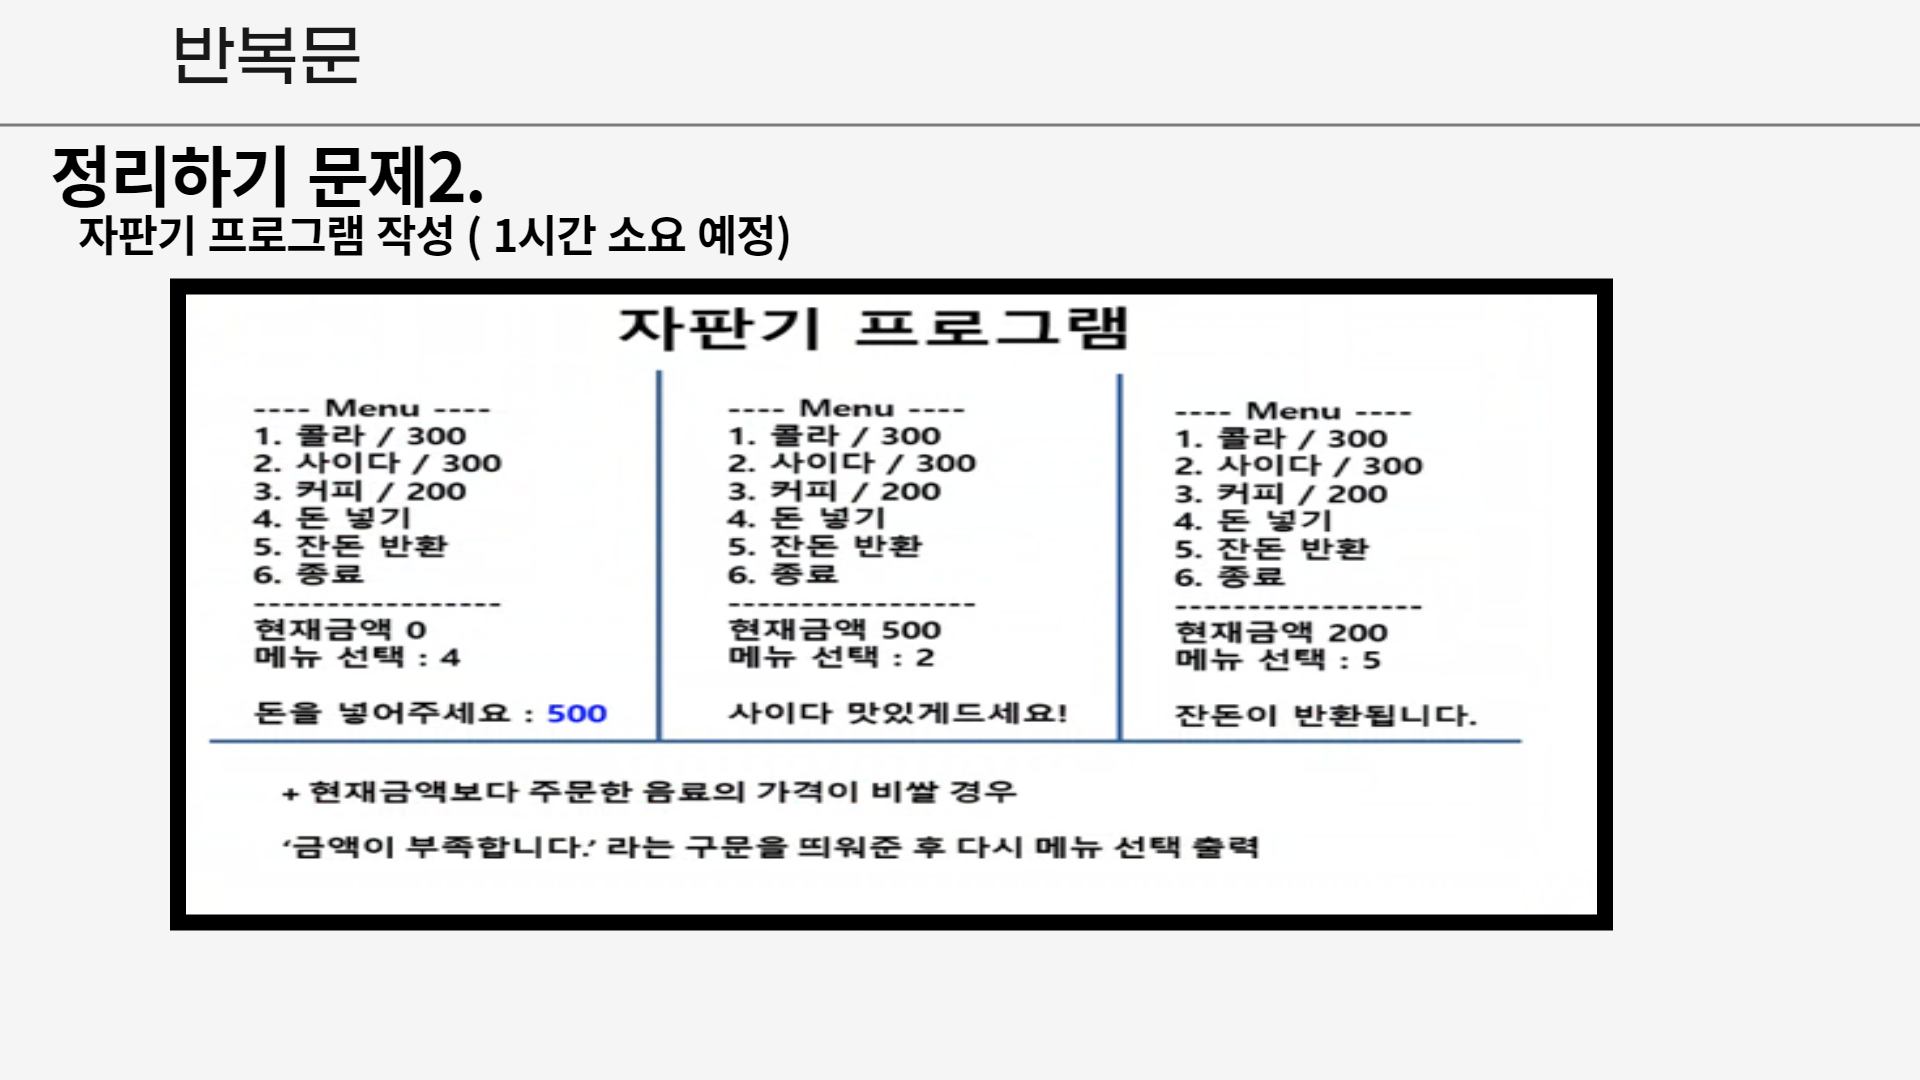 반복문
정리하기 문제2.
자판기 프로그램 작성 ( 1시간 소요 예정)
자판기 프로그램
---- Menu ----
1. 콜라 / 300
2. 사이다 / 300
3. 커피 / 200
4. 돈 넣기
5. 잔돈 반환
6. 종료
-----------------
현재금액 0
메뉴 선택 : 4
돈을 넣어주세요 : 500
---- Menu ----
1. 콜라 / 300
2. 사이다 / 300
3. 커피 / 200
4. 돈 넣기
5. 잔돈 반환
6. 종료
-----------------
현재금액 500
메뉴 선택 : 2
사이다 맛있게드세요!
---- Menu ----
1. 콜라 / 300
2. 사이다 / 300
3. 커피 / 200
4. 돈 넣기
5. 잔돈 반환
6. 종료
-----------------
현재금액 200
메뉴 선택 : 5
잔돈이 반환됩니다.
+ 현재금액보다 주문한 음료의 가격이 비쌀 경우
‘금액이 부족합니다.’ 라는 구문을 띄워준 후 다시 메뉴 선택 출력